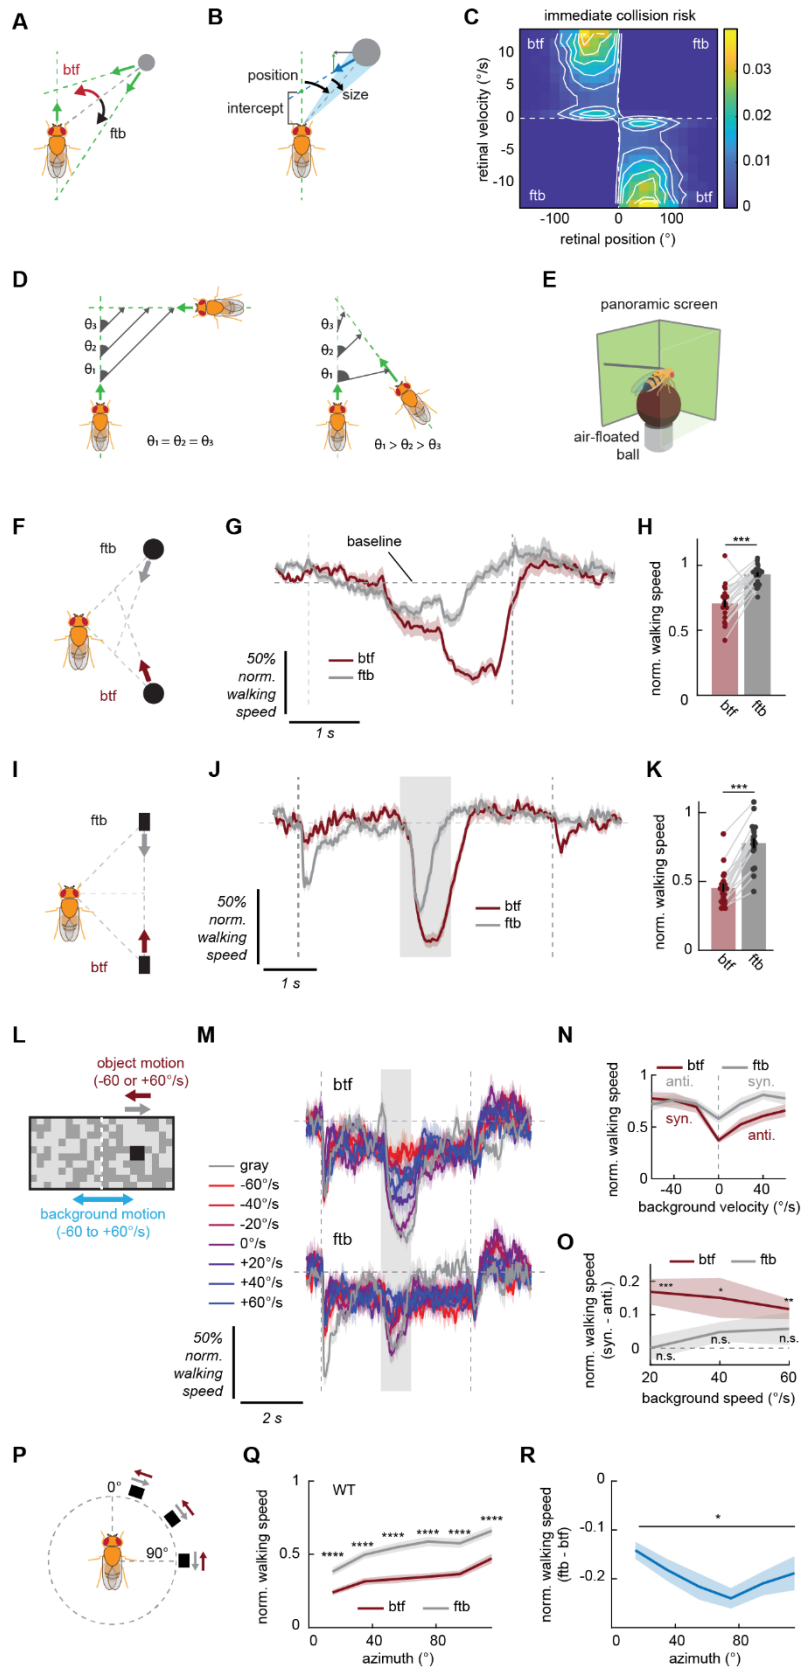 A
btf
ftb
B
position
size
intercept
C
immediate collision risk
btf
ftb
ftb
btf
10
5
0
-5
-10
retinal velocity (°/s)
-100
0
100
retinal position (°)
0.03
0.02
0.01
0
D
θ3
θ2
θ1
θ1 = θ2 = θ3
θ3
θ2
θ1
θ1 > θ2 > θ3
E
panoramic screen
air-floated
ball
F
ftb
btf
G
baseline
50%
norm.
walking
speed
btf
ftb
1 s
H
norm. walking speed
1
0.5
0
***
btf
ftb
I
ftb
btf
J
50%
norm.
walking
speed
btf
ftb
1 s
K
norm. walking speed
1
0.5
0
***
btf
ftb
L
object motion
(-60 or +60°/s)
background motion
(-60 to +60°/s)
M
btf
gray
-60°/s
-40°/s
-20°/s
0°/s
+20°/s
+40°/s
+60°/s
ftb
50%
norm.
walking
speed
2 s
N
btf
ftb
anti.
syn.
syn.
anti.
norm. walking speed
1
0.5
0
-40
0
40
background velocity (°/s)
O
btf
ftb
norm. walking speed
(syn. - anti.)
0.2
0.1
0
***
*
**
n.s.
n.s.
n.s.
20
40
60
background speed (°/s)
P
0°
90°
Q
WT
norm. walking speed
1
0.5
0
****
****
****
****
****
****
btf
ftb
0
40
80
azimuth (°)
R
norm. walking speed
(ftb - btf)
0
-0.1
-0.2
*
0
40
80
azimuth (°)